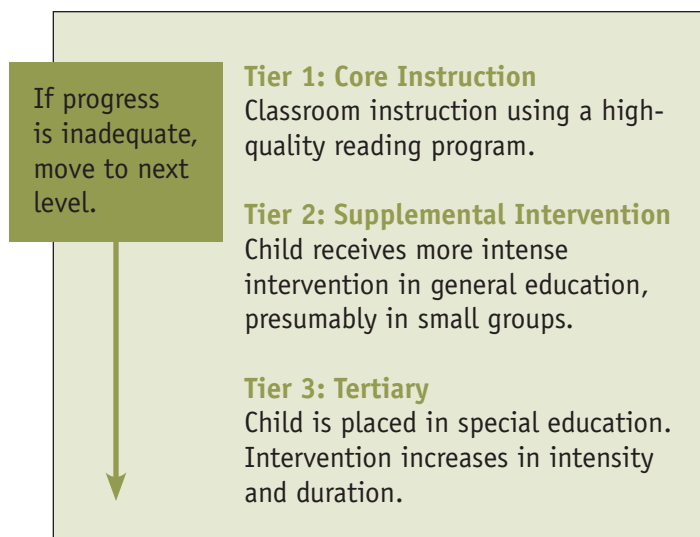 If progress
is inadequate,
move to next
level.
Tier 1: Core Instruction
Classroom instruction using a high-
quality reading program.
Tier 2: Supplemental Intervention
Child receives more intense
intervention in general education,
presumably in small groups.
Tier 3: Tertiary
Child is placed in special education.
Intervention increases in intensity
and duration.